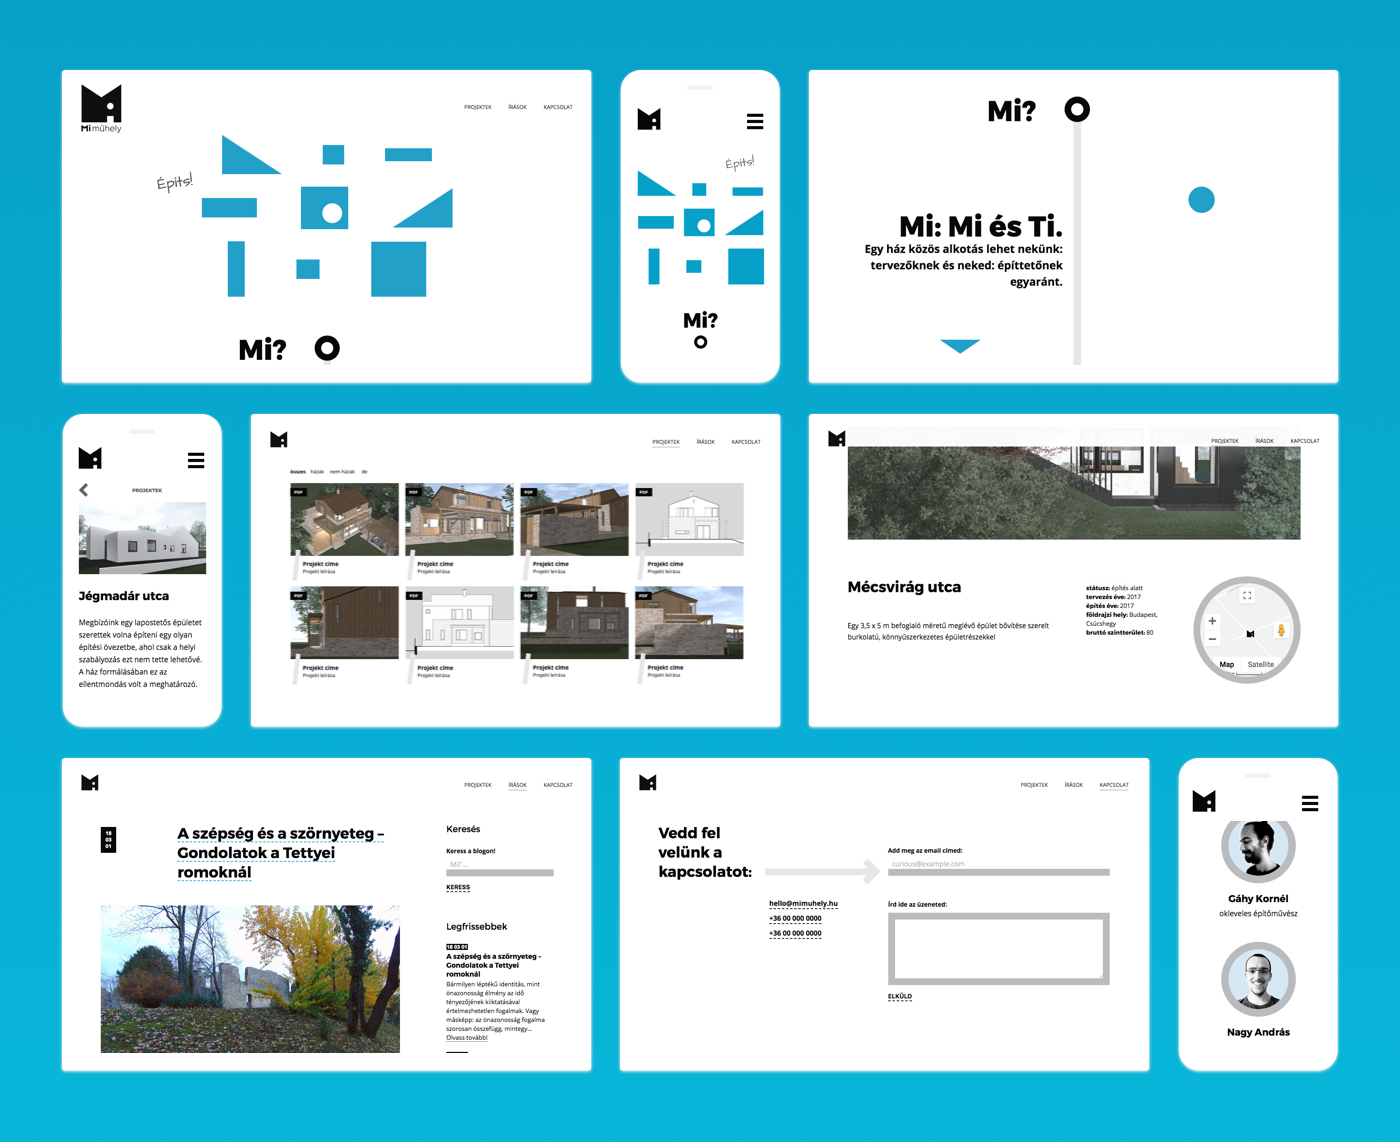 Mi műhely
PROJEKTEK ÍRÁSOK KAPCSOLAT
Építs!
Mi?
Építs!
Mi?
Mi?
Mi: Mi és Ti.
Egy ház közös alkotás lehet nekünk:
tervezőknek és neked: építtetőnek
egyaránt.
PROJEKTEK
Jégmadár utca
Megbízóink egy lapostetős épületet
szerettek volna építeni egy olyan
építési övezetbe, ahol csak a helyi
szabályozás ezt nem tette lehetővé.
A ház formálásában ez az
ellentmondás volt a meghatározó.
PROJEKTEK ÍRÁSOK KAPCSOLAT
összes házak nem házak de
PDF PDF PDF PDF
Projekt címe Projekt címe Projekt címe Projekt címe
Projekt leírása Projekt leírása Projekt leírása Projekt leírása
PDF PDF PDF PDF
Projekt címe Projekt címe Projekt címe Projekt címe
Projekt leírása Projekt leírása Projekt leírása Projekt leírása
PROJEKTEK ÍRÁSOK KAPCSOLAT
Mécsvirág utca
Egy 3,5 x 5 m befoglaló méretű meglévő épület bővítése szerelt
burkolatú, könnyűszerkezetes épületrészekkel
státusz: építés alatt
tervezés éve: 2017
építés éve: 2017
földrajzi hely: Budapest,
Csúcshegy
bruttó szintterület: 80
+
−
Map Satellite
PROJEKTEK ÍRÁSOK KAPCSOLAT
18
03
01
A szépség és a szörnyeteg –
Gondolatok a Tettyei
romoknál
Keresés
Keress a blogon!
Mi? ...
KERESS
Legfrissebbek
18 03 01
A szépség és a szörnyeteg –
Gondolatok a Tettyei
romoknál
Bármilyen léptékű identitás, mint
önazonosság élmény az idő
tényezőjének kiiktatásával
értelmezhetetlen fogalmak. Vagy
másképp: az önazonosság fogalma
szorosan összefügg, mintegy...
Olvass tovább!
PROJEKTEK ÍRÁSOK KAPCSOLAT
Vedd fel
velünk a
kapcsolatot:
hello@mimuhely.hu
+36 00 000 0000
+36 00 000 0000
Add meg az email címed:
curious@example.com
Írd ide az üzeneted:
ELKÜLD
Gáhy Kornél
okleveles építőművész
Nagy András